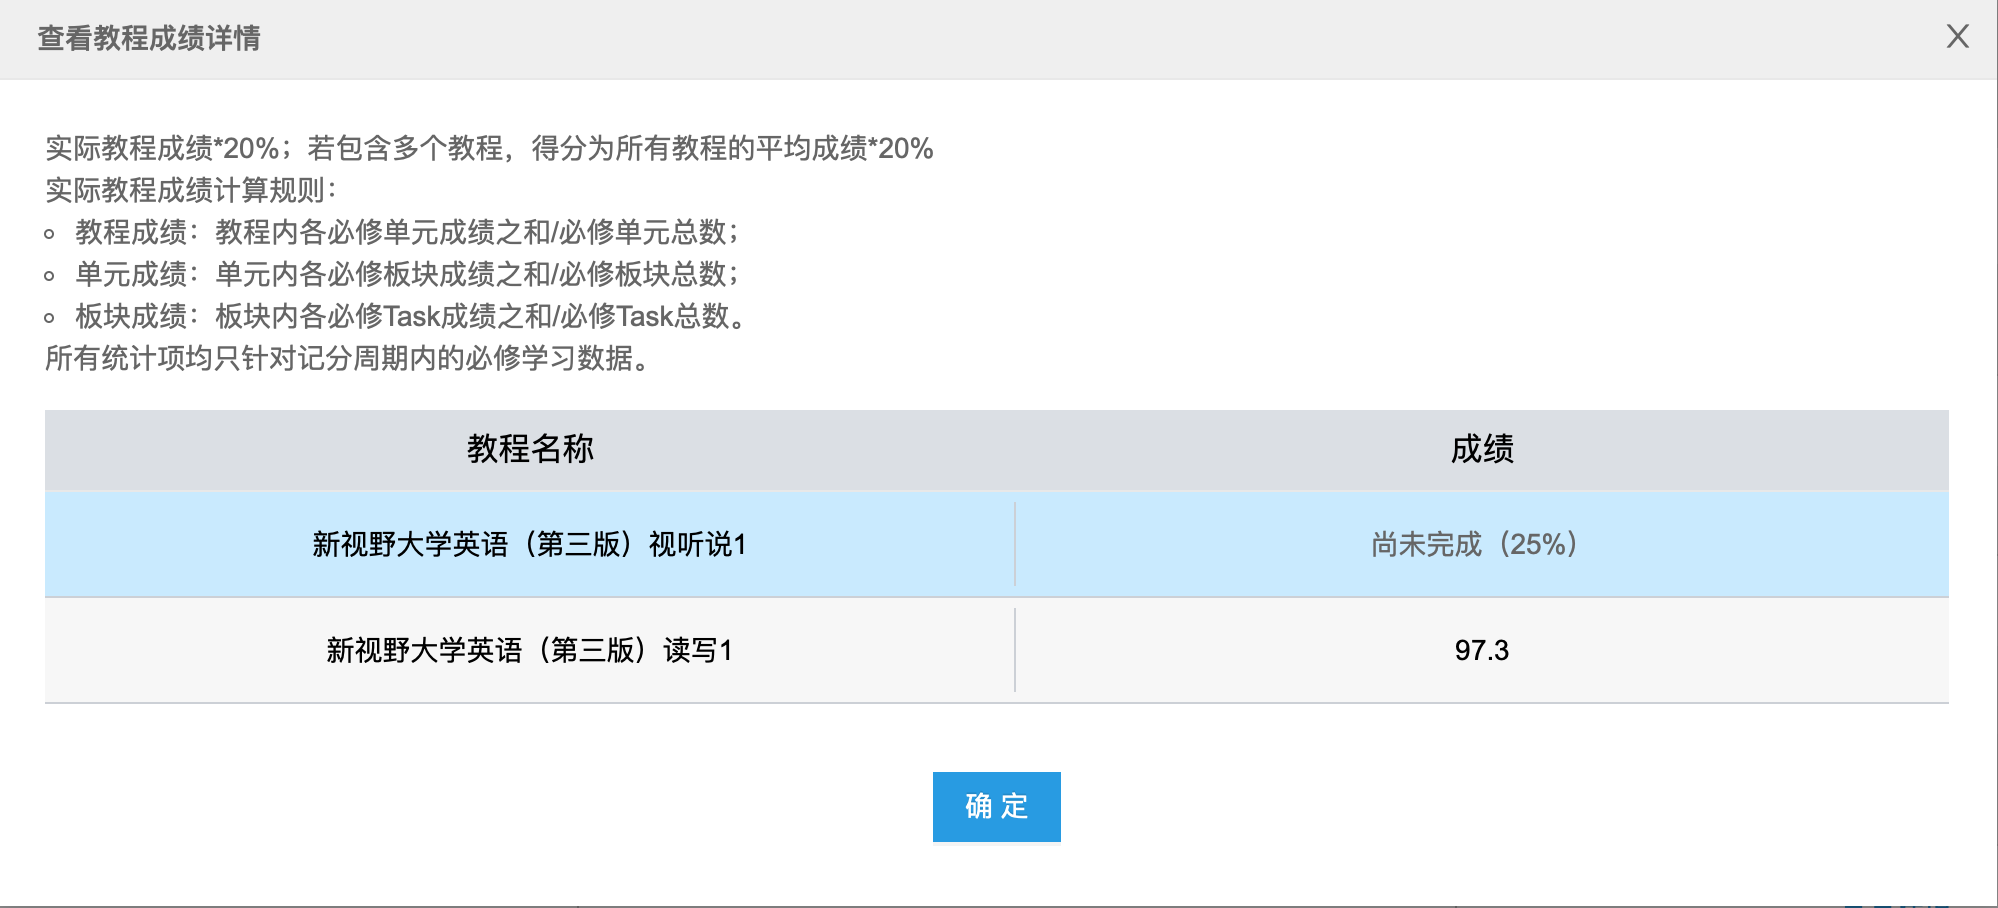 查看教程成绩详情
实际教程成绩*20%；若包含多个教程，得分为所有教程的平均成绩*20%
实际教程成绩计算规则：
教程成绩：教程内各必修单元成绩之和/必修单元总数；
单元成绩：单元内各必修板块成绩之和/必修板块总数；
板块成绩：板块内各必修Task成绩之和/必修Task总数。
所有统计项均只针对记分周期内的必修学习数据。
教程名称 成绩
新视野大学英语（第三版）视听说1 尚未完成（25%）
新视野大学英语（第三版）读写1 97.3
确 定